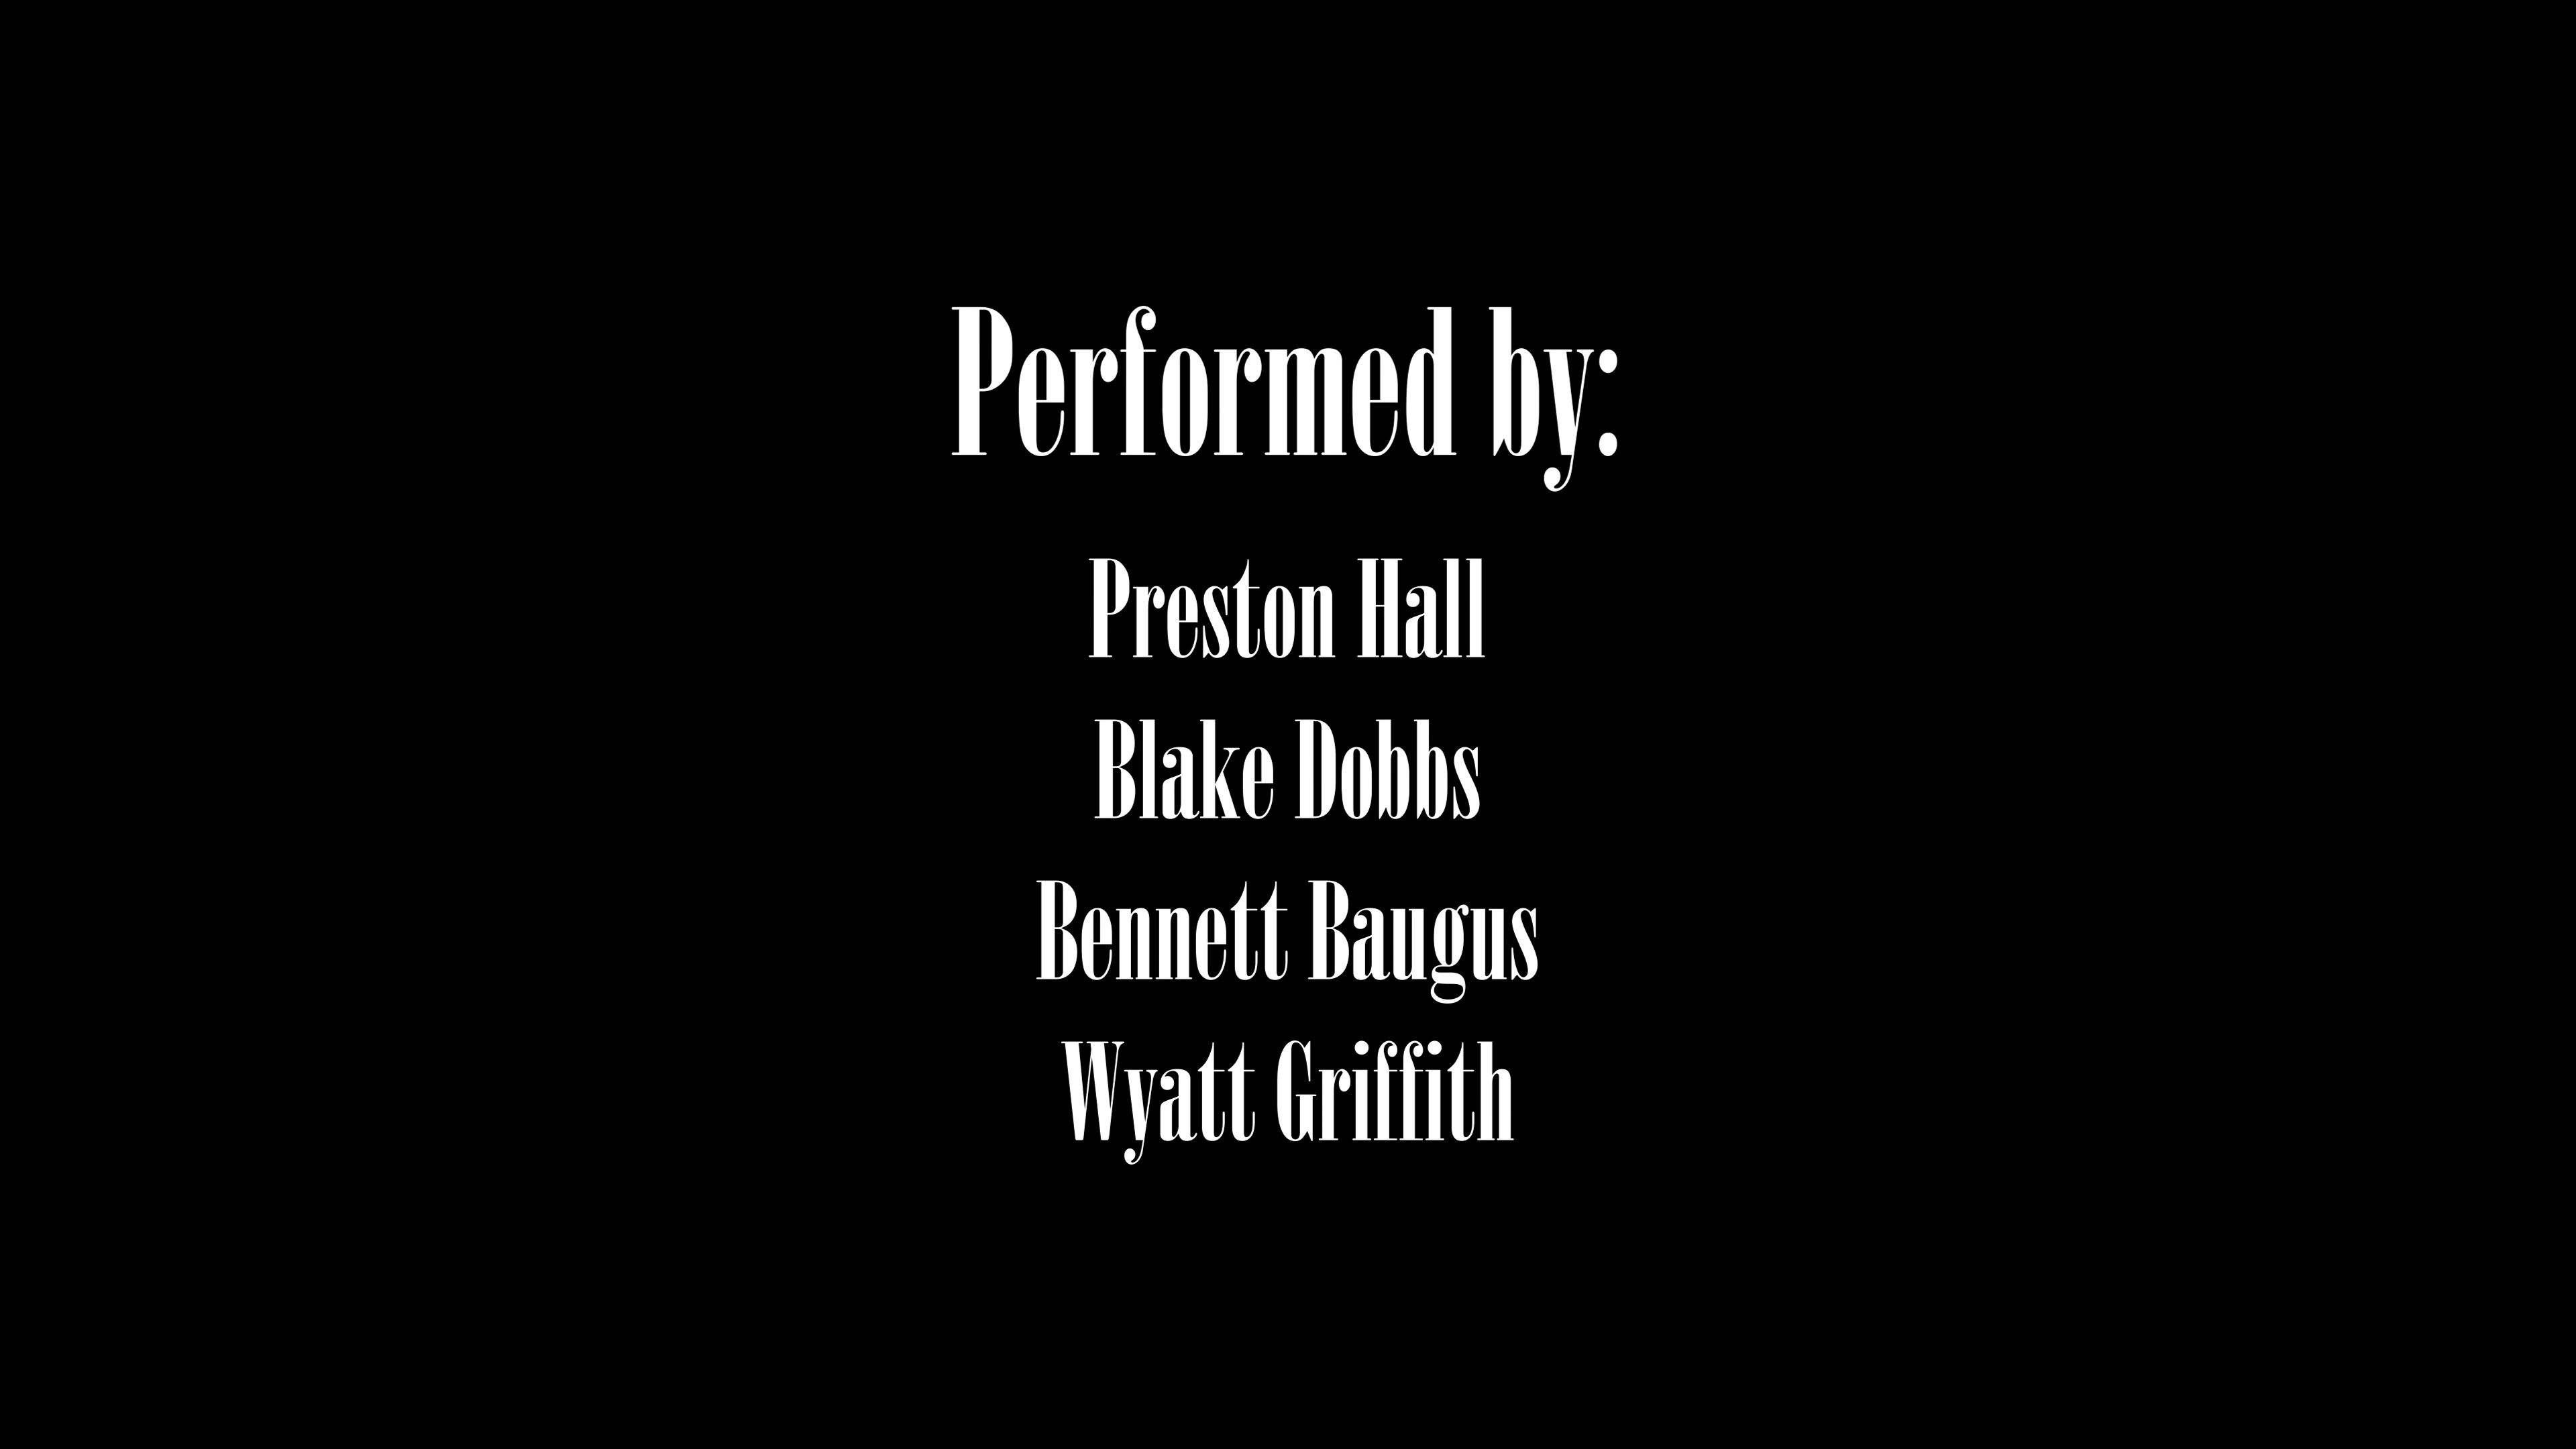 Performed by:
Preston Hall
Blake Dobbs
Bennett Baugus
Wyatt Griffith